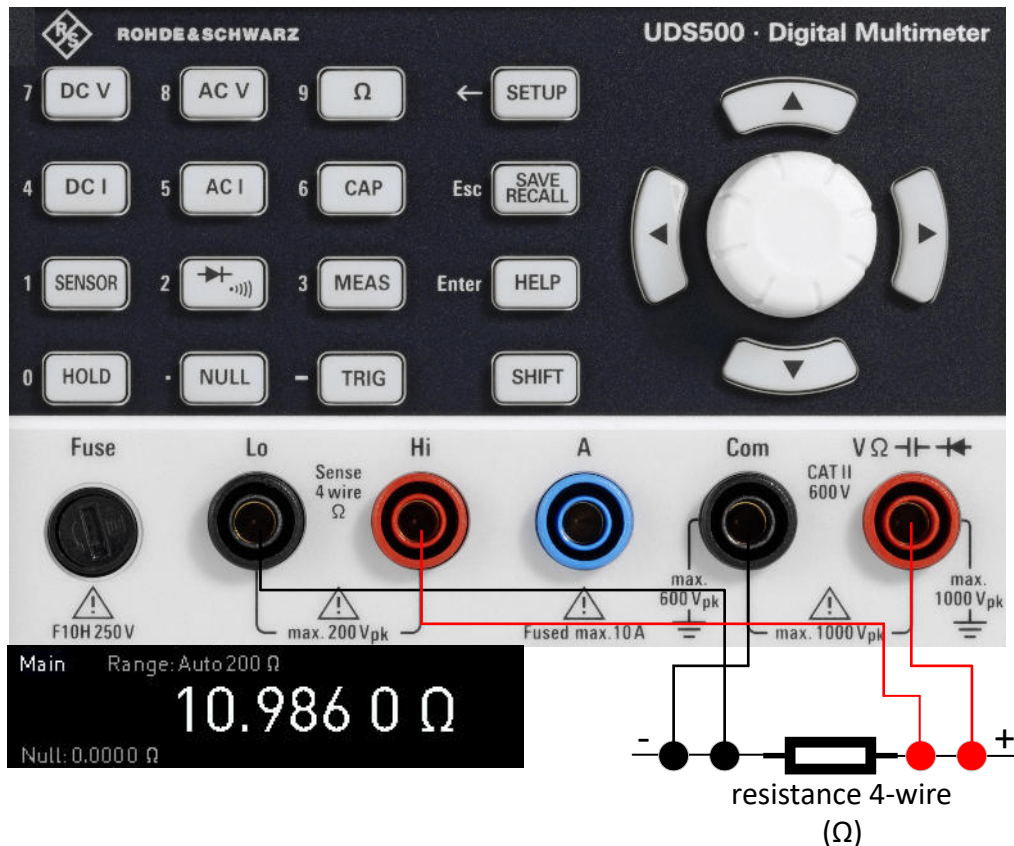 R&S ROHDE&SCHWARZ UDS500 · Digital Multimeter
7 DC V 8 AC V 9 Ω ← SETUP ▲
4 DC I 5 AC I 6 CAP Esc SAVE
RECALL
◀ ▶
1 SENSOR 2 3 MEAS Enter HELP
0 HOLD · NULL – TRIG SHIFT ▼
Fuse Lo Hi A Com V Ω
Sense
4 wire
Ω
CAT II
600 V
max.
600 Vpk
max.
1000 Vpk
F10H 250 V max. 200 Vpk Fused max. 10 A max. 1000 Vpk
Main Range: Auto 200 Ω
10.986 0 Ω
Null: 0.0000 Ω
- +
resistance 4-wire
(Ω)